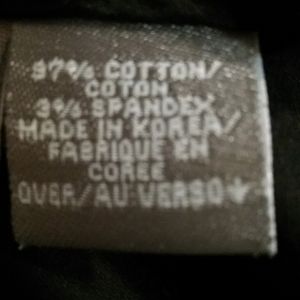 97% COTTON/
COTON
3% SPANDEX
MADE IN KOREA/
FABRIQUE EN
COREE
OVER/AU VERSO